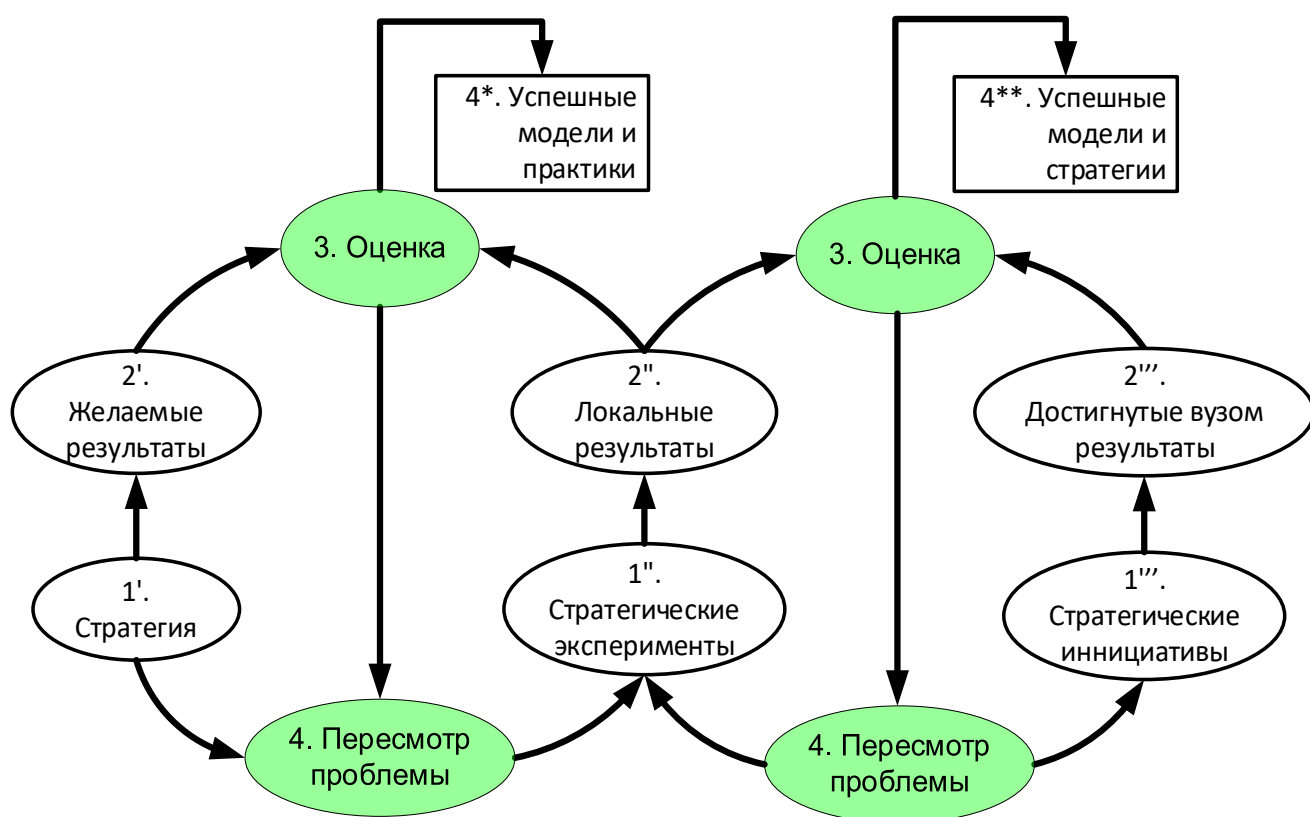 4*. Успешные
модели и
практики
4**. Успешные
модели и
стратегии
3. Оценка
3. Оценка
2'.
Желаемые
результаты
2".
Локальные
результаты
2'’’.
Достигнутые вузом
результаты
1'.
Стратегия
1".
Стратегические
эксперименты
1'’’.
Стратегические
иннициативы
4. Пересмотр
проблемы
4. Пересмотр
проблемы